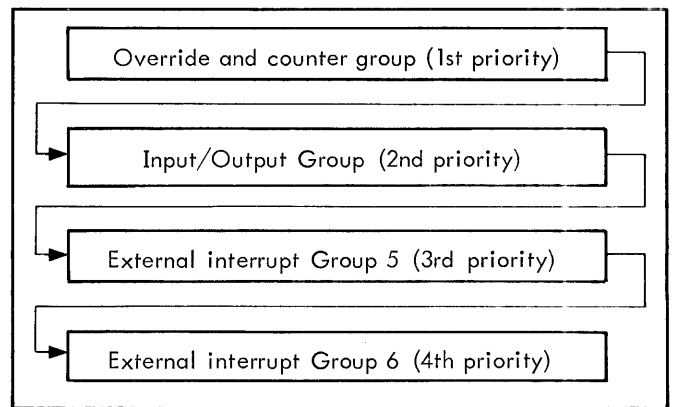 Override and counter group (1st priority)
Input/Output Group (2nd priority)
External interrupt Group 5 (3rd priority)
External interrupt Group 6 (4th priority)